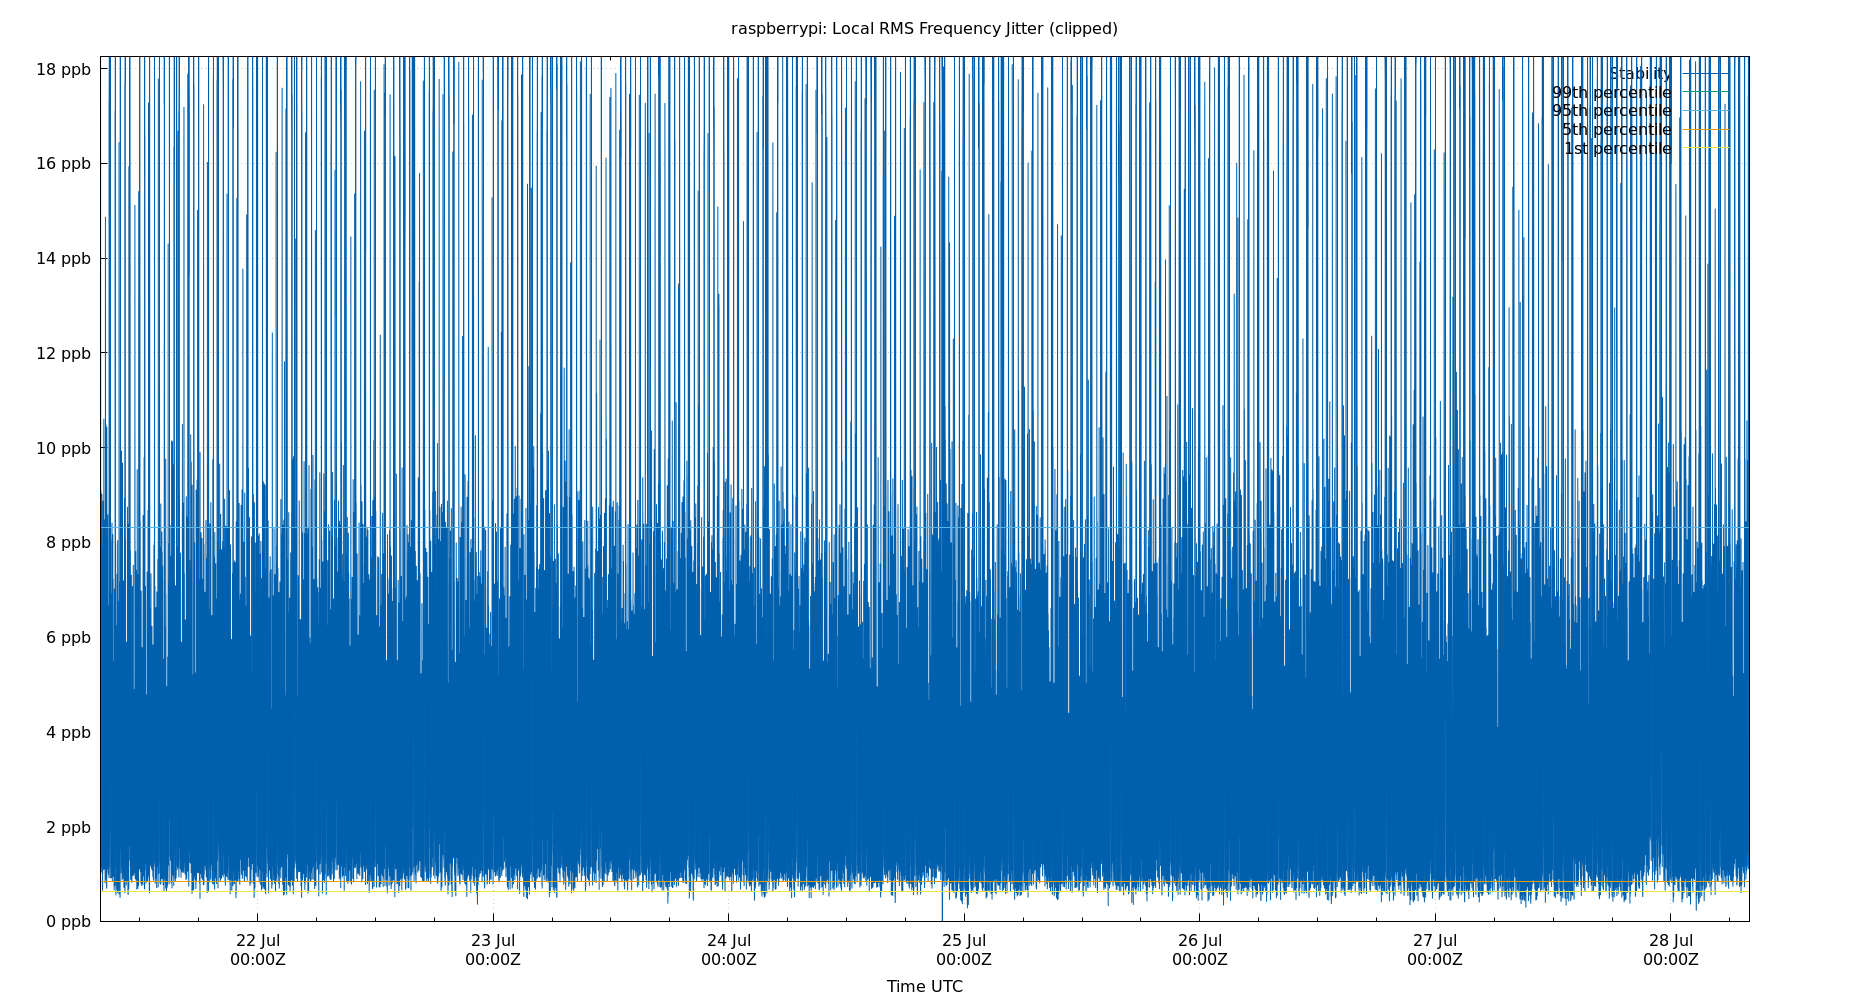 raspberrypi: Local RMS Frequency Jitter (clipped)
18 ppb
16 ppb
14 ppb
12 ppb
10 ppb
8 ppb
6 ppb
4 ppb
2 ppb
0 ppb
Stability
99th percentile
95th percentile
5th percentile
1st percentile
22 Jul 23 Jul 24 Jul 25 Jul 26 Jul 27 Jul 28 Jul
00:00Z 00:00Z 00:00Z 00:00Z 00:00Z 00:00Z 00:00Z
Time UTC